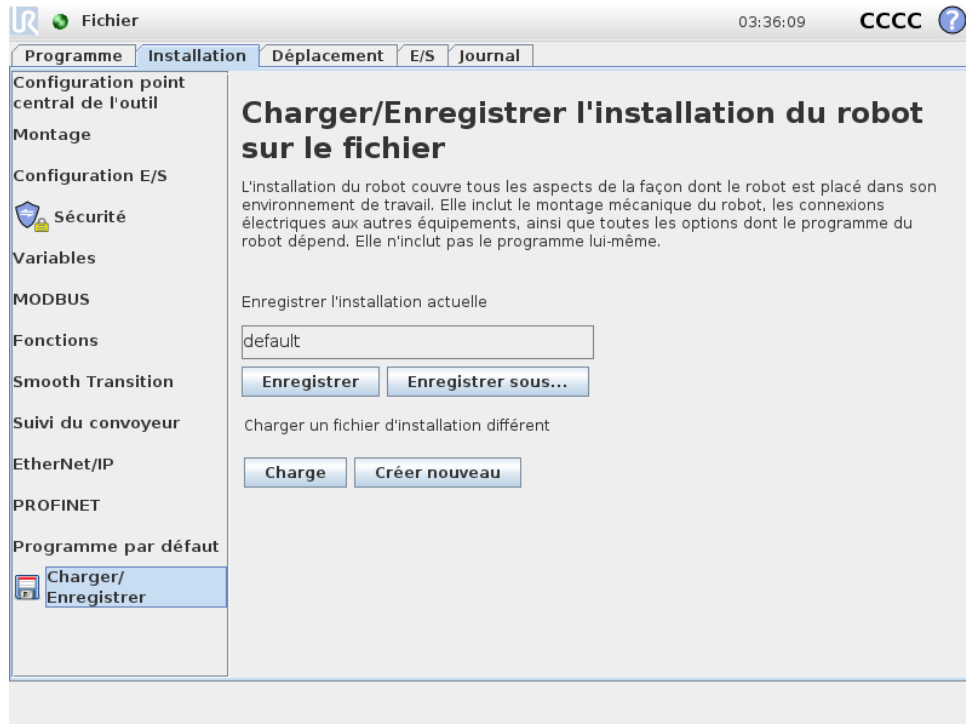 UR Fichier 03:36:09 CCCC ?
Programme Installation Déplacement E/S Journal
Configuration point
central de l'outil
Montage
Configuration E/S
Sécurité
Variables
MODBUS
Fonctions
Smooth Transition
Suivi du convoyeur
EtherNet/IP
PROFINET
Programme par défaut
Charger/
Enregistrer
Charger/Enregistrer l'installation du robot
sur le fichier
L'installation du robot couvre tous les aspects de la façon dont le robot est placé dans son
environnement de travail. Elle inclut le montage mécanique du robot, les connexions
électriques aux autres équipements, ainsi que toutes les options dont le programme du
robot dépend. Elle n'inclut pas le programme lui-même.
Enregistrer l'installation actuelle
default
Enregistrer Enregistrer sous...
Charger un fichier d'installation différent
Charge Créer nouveau